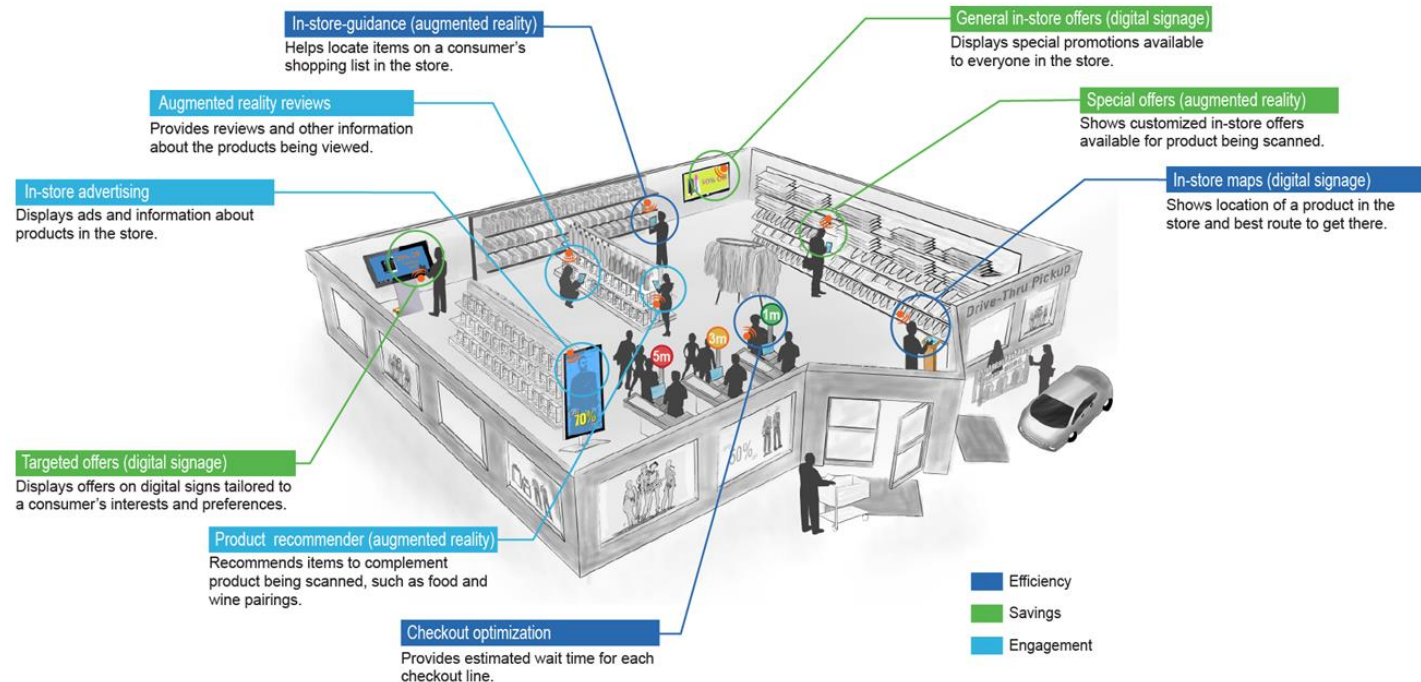 In-store-guidance (augmented reality)
Helps locate items on a consumer's
shopping list in the store.
General in-store offers (digital signage)
Displays special promotions available
to everyone in the store.
Augmented reality reviews
Provides reviews and other information
about the products being viewed.
Special offers (augmented reality)
Shows customized in-store offers
available for product being scanned.
In-store advertising
Displays ads and information about
products in the store.
In-store maps (digital signage)
Shows location of a product in the
store and best route to get there.
Drive-Thru Pickup
1m
3m
5m
70%
50%
Targeted offers (digital signage)
Displays offers on digital signs tailored to
a consumer's interests and preferences.
Product recommender (augmented reality)
Recommends items to complement
product being scanned, such as food and
wine pairings.
Checkout optimization
Provides estimated wait time for each
checkout line.
Efficiency
Savings
Engagement